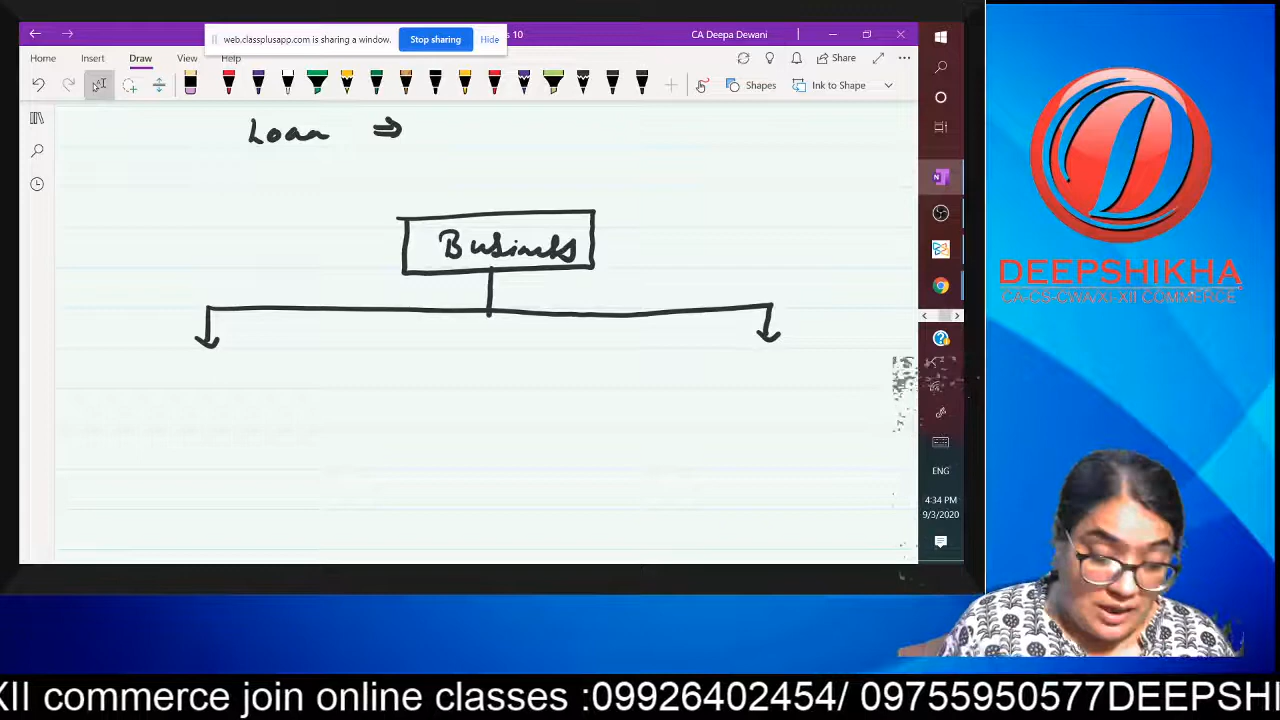 web.classplusapp.com is sharing a window.
Stop sharing
Hide
s 10
CA Deepa Dewani
Home
Insert
Draw
View
Help
Share
Shapes
Ink to Shape
Loan ⇒
Business
DEEPSHIKHA
CA-CS-CWA/XI-XII COMMERCE
ENG
4:34 PM
9/3/2020
XII commerce join online classes :09926402454/ 09755950577DEEPSHI